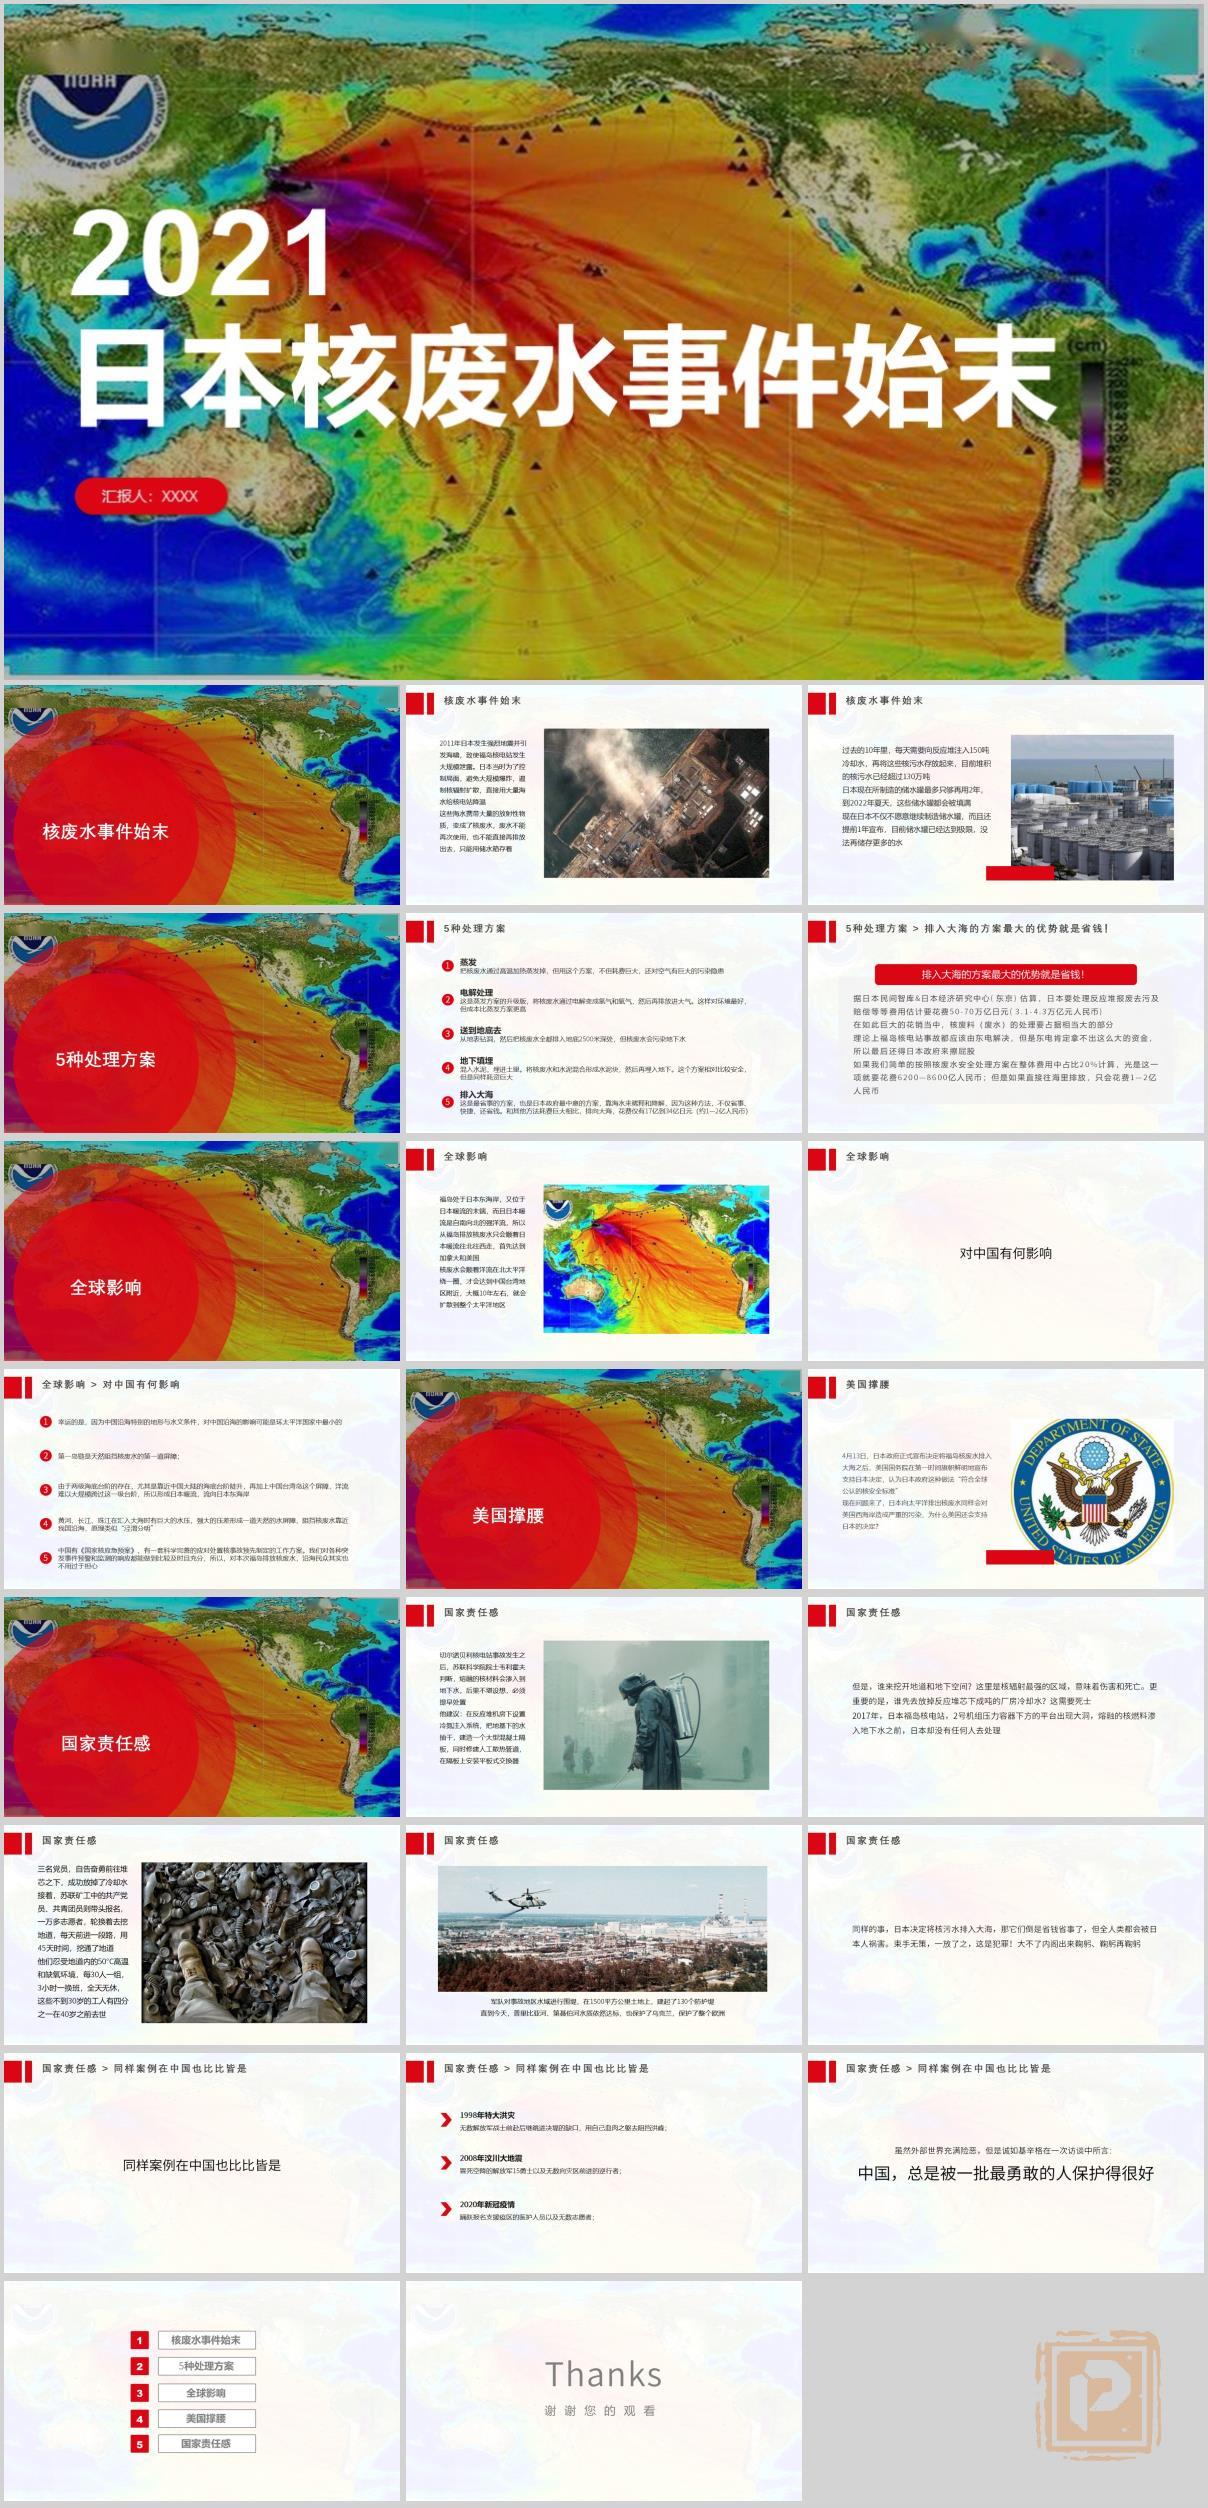 NOAA
U.S. DEPARTMENT OF COMMERCE
2021
日本核废水事件始末
汇报人：XXXX
(cm)
核废水事件始末
核废水事件始末
2011年日本发生强烈地震并引
发海啸，致使福岛核电站发生
大规模泄露。日本当时为了控
制局面，避免大规模爆炸，遏
制核辐射扩散，直接用大量海
水给核电站降温
这些海水携带大量的放射性物
质，变成了核废水，废水不能
再次使用，也不能直接再排放
出去，只能用储水箱存着
核废水事件始末
过去的10年里，每天需要向反应堆注入150吨
冷却水，再将这些核污水存放起来，目前堆积
的核污水已经超过130万吨
日本现在所制造的储水罐最多只够再用2年，
到2022年夏天，这些储水罐都会被填满
现在日本不仅不愿意继续制造储水罐，而且还
提前1年宣布，目前储水罐已经达到极限，没
法再储存更多的水
5种处理方案
5种处理方案
1 蒸发
把核废水通过高温加热蒸发掉，但用这个方案，不但耗费巨大，还对空气有巨大的污染隐患
2 电解处理
这是蒸发方案的升级版，将核废水通过电解变成氢气和氧气，然后再排放进大气。这样对环境最好，
但成本比蒸发方案更高
3 送到地底去
从地表钻洞，然后把核废水全都排入地底2500米深处，但核废水会污染地下水
4 地下填埋
混入水泥，埋进土里。将核废水和水泥混合形成水泥块，然后再埋入地下。这个方案相对比较安全，
但是同样耗资巨大
5 排入大海
这是最省事的方案，也是日本政府最中意的方案，靠海水来稀释和降解，因为这种方法，不仅省事、
快捷，还省钱。和其他方法耗费巨大相比，排向大海，花费仅有17亿到34亿日元（约1—2亿人民币）
5种处理方案 > 排入大海的方案最大的优势就是省钱！
排入大海的方案最大的优势就是省钱！
据日本民间智库&日本经济研究中心(东京)估算，日本要处理反应堆报废去污及
赔偿等等费用估计要花费50-70万亿日元(3.1-4.3万亿元人民币)
在如此巨大的花销当中，核废料（废水）的处理要占据相当大的部分
理论上福岛核电站事故都应该由东电解决，但是东电肯定拿不出这么大的资金，
所以最后还得日本政府来擦屁股
如果我们简单的按照核废水安全处理方案在整体费用中占比20%计算，光是这一
项就要花费6200—8600亿人民币；但是如果直接往海里排放，只会花费1—2亿
人民币
全球影响
全球影响
福岛处于日本东海岸，又位于
日本暖流的末端，而且日本暖
流是自南向北的强洋流，所以
从福岛排放核废水只会顺着日
本暖流往北往西走，首先达到
加拿大和美国
核废水会顺着洋流在北太平洋
绕一圈，才会达到中国台湾地
区附近，大概10年左右，就会
扩散到整个太平洋地区
全球影响
对中国有何影响
全球影响 > 对中国有何影响
1 幸运的是，因为中国沿海特别的地形与水文条件，对中国沿海的影响可能是环太平洋国家中最小的
2 第一岛链是天然阻挡核废水的第一道屏障；
3 由于两级海底台阶的存在，尤其是靠近中国大陆的海底台阶陡升，再加上中国台湾岛这个屏障，洋流
难以大规模跨过这一级台阶，所以形成日本暖流，流向日本东海岸
4 黄河、长江、珠江在汇入大海时有巨大的水压，强大的压差形成一道天然的水屏障，阻挡核废水靠近
我国沿海，原理类似“泾渭分明”
5 中国有《国家核应急预案》，有一套科学完善的应对处置核事故预先制定的工作方案。我们对各种突
发事件预警和监测的响应都能做到比较及时且充分，所以，对本次福岛排放核废水，沿海民众其实也
不用过于担心
美国撑腰
美国撑腰
4月13日，日本政府正式宣布决定将福岛核废水排入
大海之后，美国国务院在第一时间旗帜鲜明地宣布
支持日本决定，认为日本政府这种做法“符合全球
公认的核安全标准”
现在问题来了，日本向太平洋排出核废水同样会对
美国西海岸造成严重的污染，为什么美国还会支持
日本的决定？
DEPARTMENT OF STATE
UNITED STATES OF AMERICA
国家责任感
国家责任感
切尔诺贝利核电站事故发生之
后，苏联科学院院士韦利霍夫
判断，熔融的核材料会渗入到
地下水，后果不堪设想，必须
提早处置
他建议：在反应堆机房下设置
冷氮注入系统，把地基下的水
抽干，建造一个大型混凝土隔
板，同时修建人工散热管道，
在隔板上安装平板式交换器
国家责任感
但是，谁来挖开地道和地下空间？这里是核辐射最强的区域，意味着伤害和死亡。更
重要的是，谁先去放掉反应堆芯下成吨的厂房冷却水？这需要死士
2017年，日本福岛核电站，2号机组压力容器下方的平台出现大洞，熔融的核燃料渗
入地下水之前，日本却没有任何人去处理
国家责任感
三名党员，自告奋勇前往堆
芯之下，成功放掉了冷却水
接着，苏联矿工中的共产党
员、共青团员则带头报名，
一万多志愿者，轮换着去挖
地道，每天前进一段路，用
45天时间，挖通了地道
他们忍受地道内的50℃高温
和缺氧环境，每30人一组，
3小时一换班，全天无休，
这些不到30岁的工人有四分
之一在40岁之前去世
国家责任感
军队对事故地区水域进行围堤，在1500平方公里土地上，建起了130个防护堤
直到今天，普里比亚河、第聂伯河水质依然达标，也保护了乌克兰，保护了整个欧洲
国家责任感
同样的事，日本决定将核污水排入大海，那它们倒是省钱省事了，但全人类都会被日
本人祸害。束手无策，一放了之，这是犯罪！大不了内阁出来鞠躬、鞠躬再鞠躬
国家责任感 > 同样案例在中国也比比皆是
同样案例在中国也比比皆是
国家责任感 > 同样案例在中国也比比皆是
1998年特大洪灾
无数解放军战士前赴后继跳进决堤的缺口，用自己血肉之躯去阻挡洪峰；
2008年汶川大地震
冒死空降的解放军15勇士以及无数向灾区前进的逆行者；
2020年新冠疫情
踊跃报名支援疫区的医护人员以及无数志愿者；
国家责任感 > 同样案例在中国也比比皆是
虽然外部世界充满险恶，但是诚如基辛格在一次访谈中所言：
中国，总是被一批最勇敢的人保护得很好
1 核废水事件始末
2 5种处理方案
3 全球影响
4 美国撑腰
5 国家责任感
Thanks
谢谢您的观看